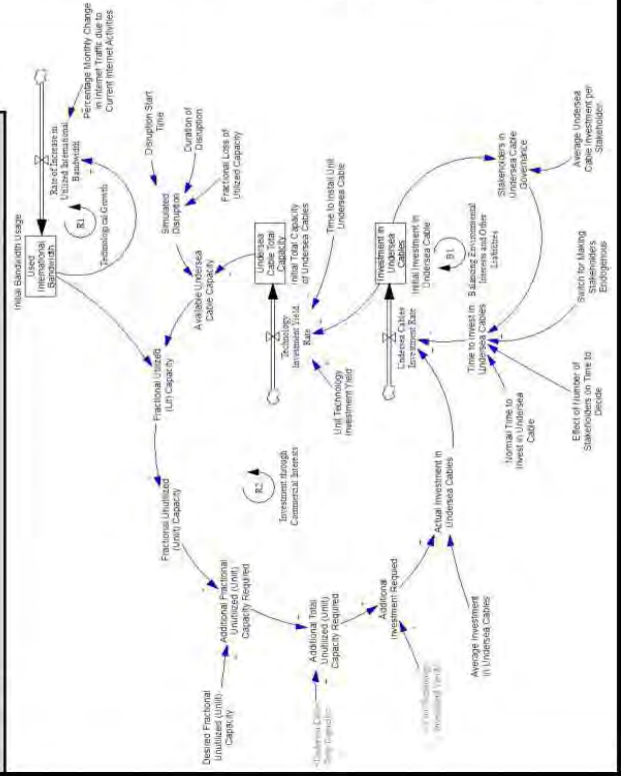 Initial Bandwidth Usage
Used
International
Bandwidth
Rate of Increase in
Utilized International
Bandwidth
Percentage Monthly Change
in Internet Traffic due to
Current Internet Activities
R1
Technological Growth
Disruption Start
Time
Duration of
Disruption
Simulated
Disruption
Fractional Loss of
Utilized Capacity
Available Undersea
Cable Capacity
Fractional Utilized
(Lit) Capacity
Fractional Unutilized
(Unlit) Capacity
Undersea
Cable Total
Capacity
Initial Total Capacity
of Undersea Cables
Technology
Investment Yield
Rate
Time to Install Unit
Undersea Cable
Unit Technology
Investment Yield
R2
Investment through
Commercial Interests
Desired Fractional
Unutilized (Unlit)
Capacity
Additional Fractional
Unutilized (Unlit)
Capacity Required
Additional Total
Unutilized (Unlit)
Capacity Required
Additional
Investment Required
Average Investment
in Undersea Cables
Actual Investment in
Undersea Cables
Investment in
Undersea
Cables
Initial Investment in
Undersea Cable
Undersea Cables
Investment Rate
B1
Balancing Environmental
Interests and Other
Liabilities
Time to Invest in
Undersea Cables
Normal Time to
Invest in Undersea
Cable
Effect of Number of
Stakeholders on Time to
Decide
Switch for Making
Stakeholders
Endogenous
Stakeholders in
Undersea Cable
Governance
Average Undersea
Cable Investment per
Stakeholder